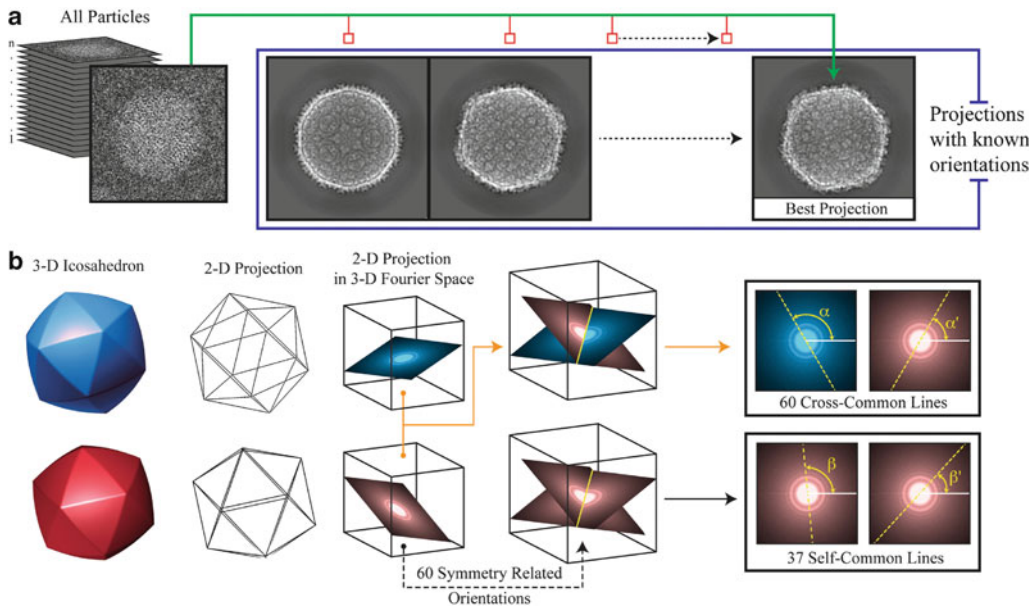 a
All Particles
n
1
Projections
with known
orientations
Best Projection
b
3-D Icosahedron
2-D Projection
2-D Projection
in 3-D Fourier Space
α
α'
60 Cross-Common Lines
β
β'
37 Self-Common Lines
60 Symmetry Related
Orientations